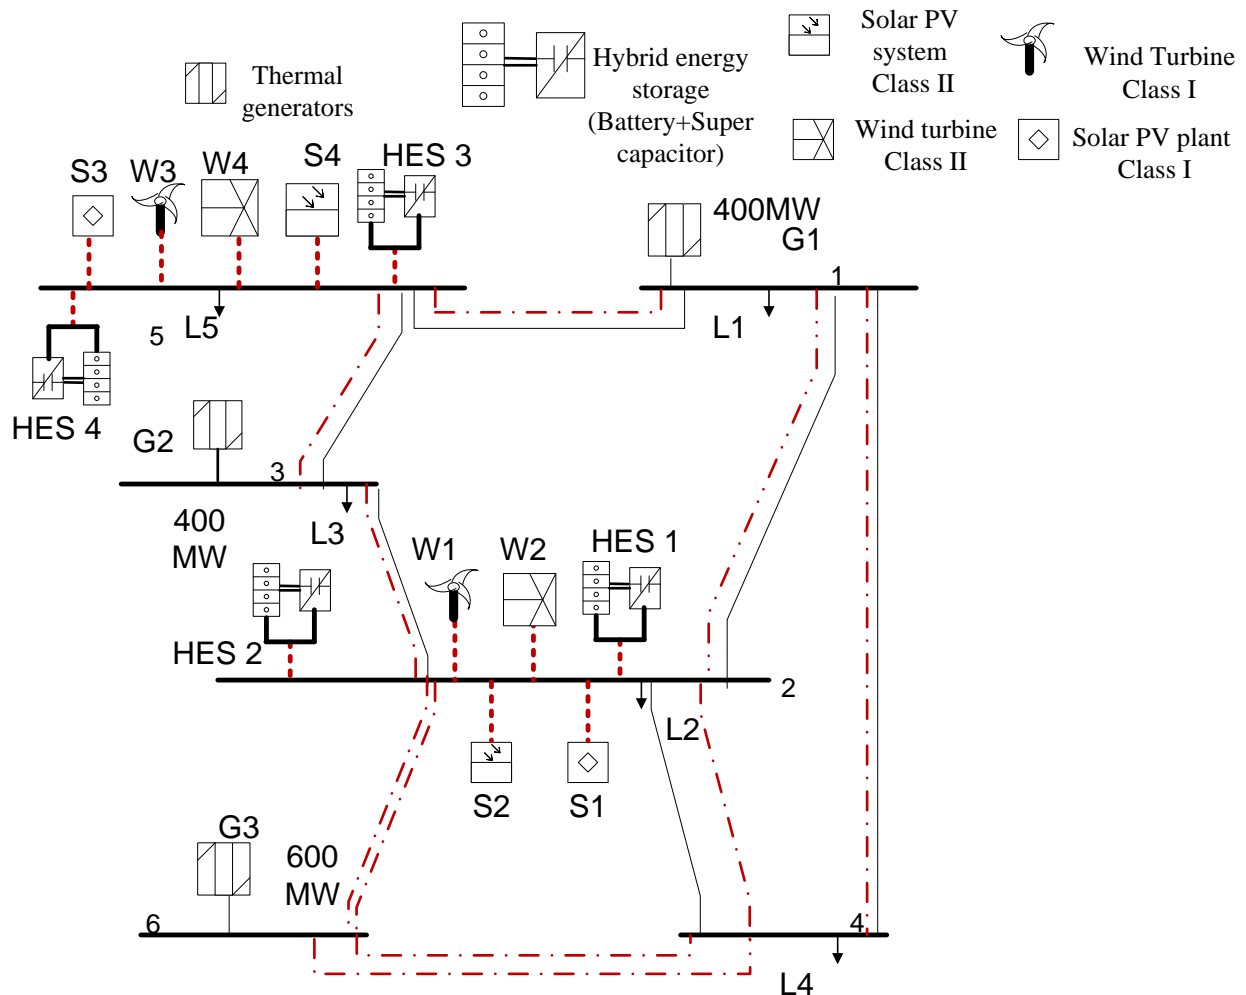 Solar PV
system
Class II
Wind Turbine
Class I
Thermal
generators
Hybrid energy
storage
(Battery+Super
capacitor)
Wind turbine
Class II
Solar PV plant
Class I
S3
W3
W4
S4
HES 3
400MW
G1
1
5
L5
L1
HES 4
G2
3
400
MW
L3
W1
W2
HES 1
HES 2
2
L2
S2
S1
G3
600
MW
6
4
L4